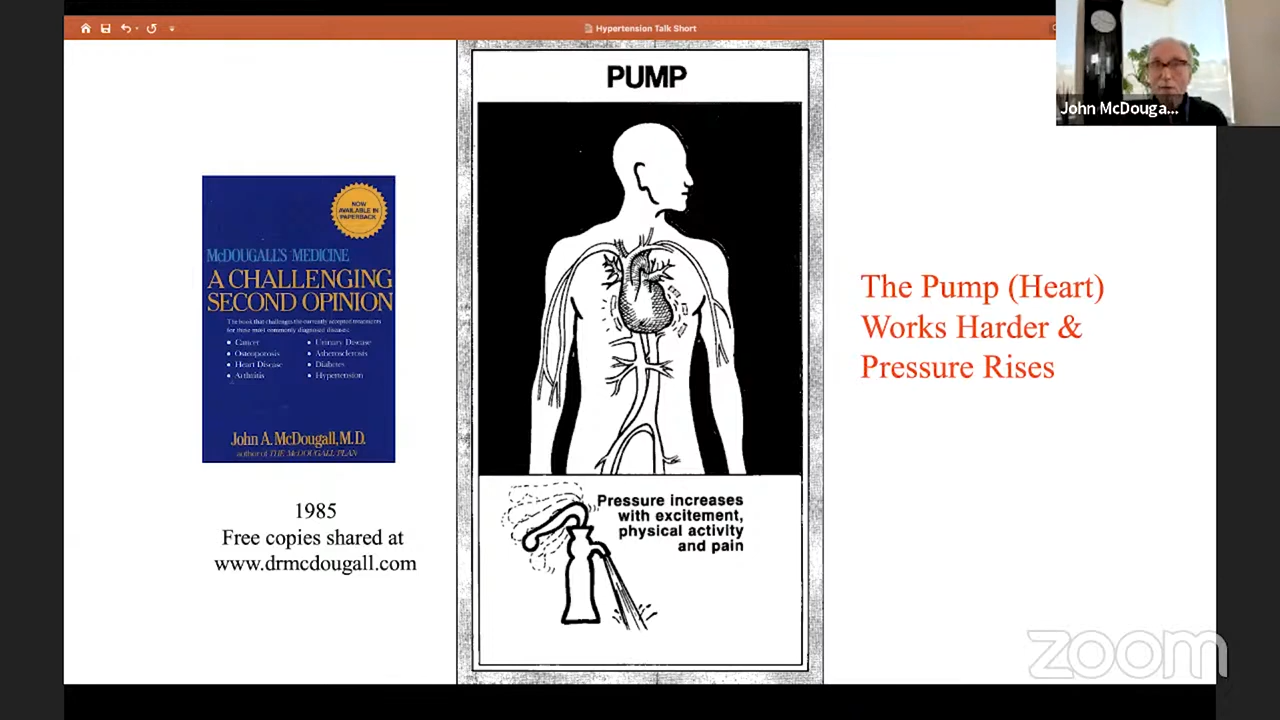 Hypertension Talk Short
John McDouga...
PUMP
NOW
AVAILABLE IN
PAPERBACK
McDOUGALL'S MEDICINE
A CHALLENGING
SECOND OPINION
The book that challenges the currently accepted treatments
for these most commonly diagnosed diseases:
• Cancer
• Osteoporosis
• Heart Disease
• Arthritis
• Urinary Disease
• Atherosclerosis
• Diabetes
• Hypertension
John A. McDougall, M.D.
author of THE McDOUGALL PLAN
1985
Free copies shared at
www.drmcdougall.com
Pressure increases
with excitement,
physical activity
and pain
The Pump (Heart)
Works Harder &
Pressure Rises
zoom